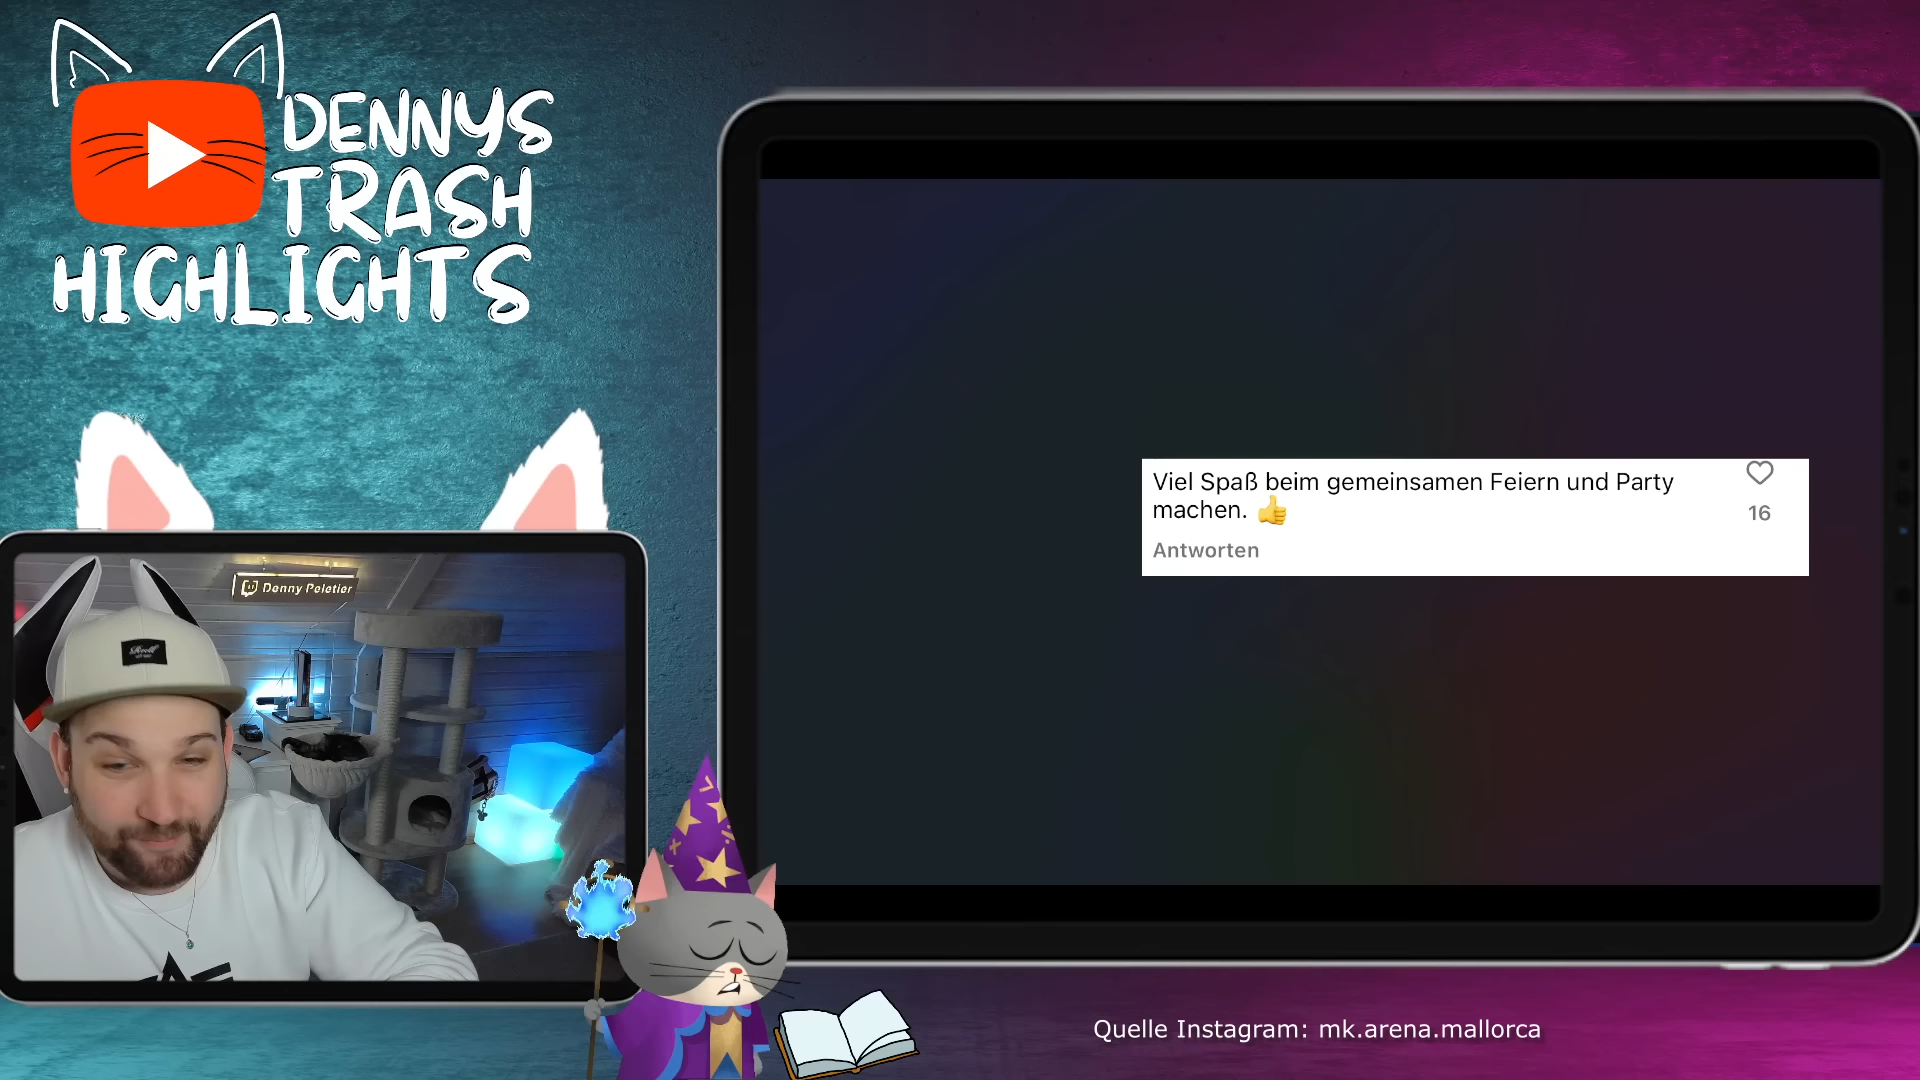 DENNYS
TRASH
HIGHLIGHTS
Viel Spaß beim gemeinsamen Feiern und Party
machen. 👍
16
Antworten
Denny Peletier
Quelle Instagram: mk.arena.mallorca